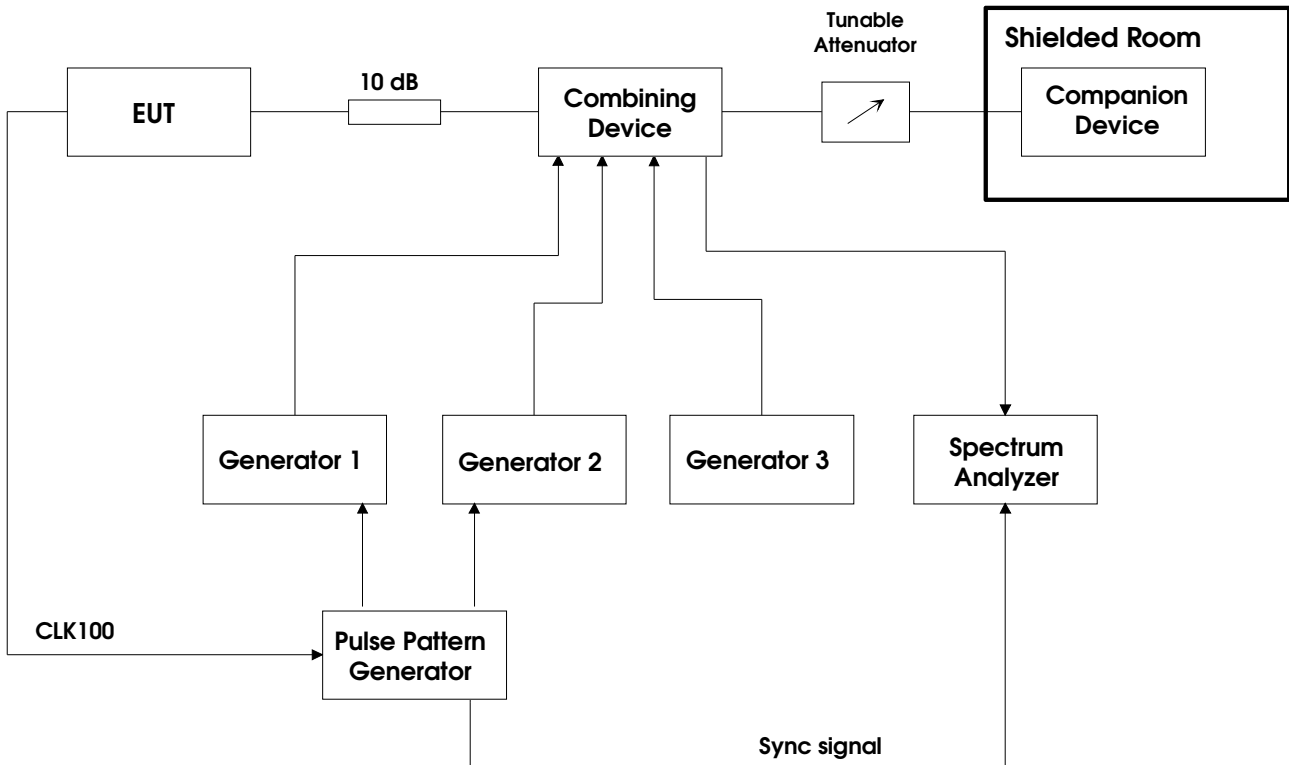 Tunable
Attenuator
Shielded Room
10 dB
EUT
Combining
Device
Companion
Device
Generator 1
Generator 2
Generator 3
Spectrum
Analyzer
CLK100
Pulse Pattern
Generator
Sync signal